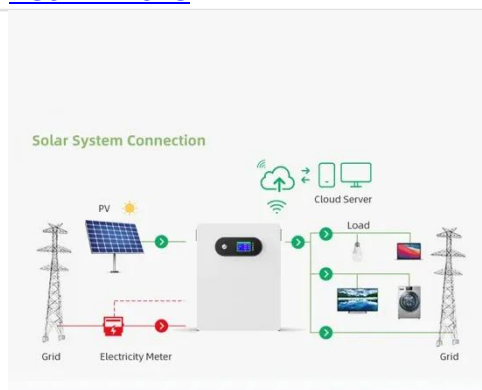 Solar System Connection
Cloud Server
PV
Load
Grid
Electricity Meter
Grid